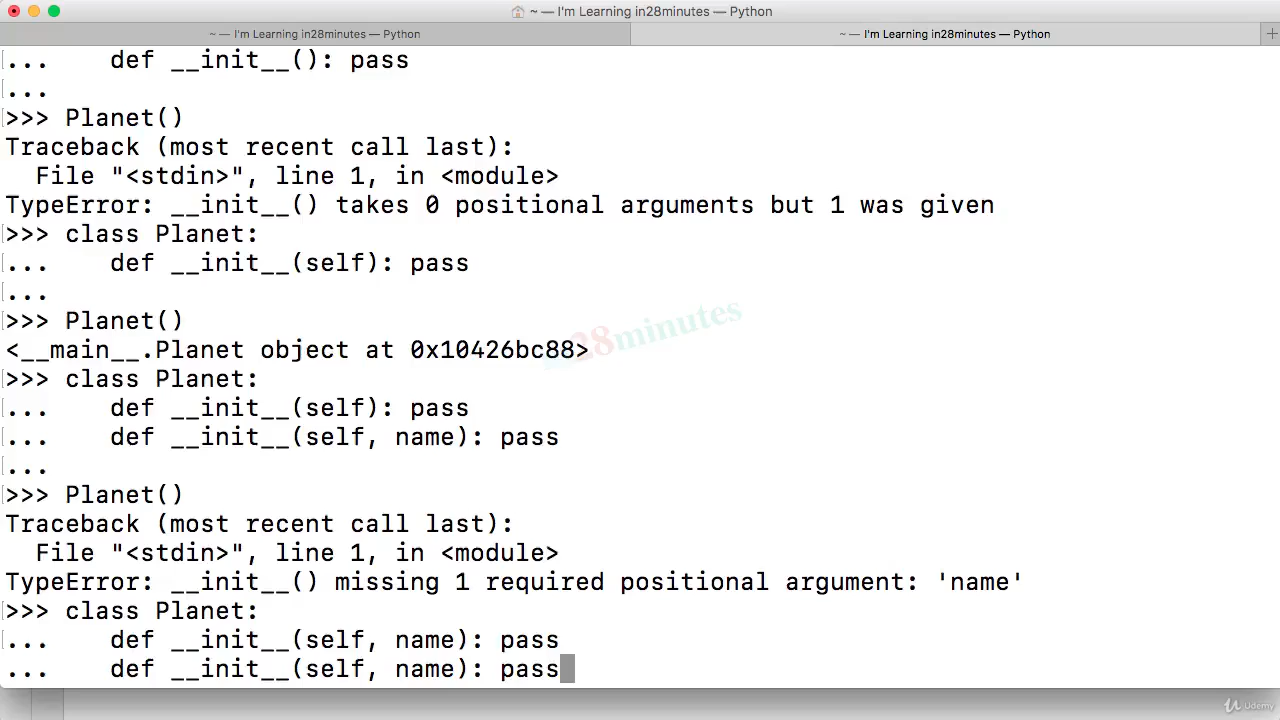 ~ — I'm Learning in28minutes — Python
~ — I'm Learning in28minutes — Python
~ — I'm Learning in28minutes — Python
...    def __init__(): pass
...
>>> Planet()
Traceback (most recent call last):
  File "<stdin>", line 1, in <module>
TypeError: __init__() takes 0 positional arguments but 1 was given
>>> class Planet:
...    def __init__(self): pass
...
>>> Planet()
<__main__.Planet object at 0x10426bc88>
>>> class Planet:
...    def __init__(self): pass
...    def __init__(self, name): pass
...
>>> Planet()
Traceback (most recent call last):
  File "<stdin>", line 1, in <module>
TypeError: __init__() missing 1 required positional argument: 'name'
>>> class Planet:
...    def __init__(self, name): pass
...    def __init__(self, name): pass
28minutes
Udemy